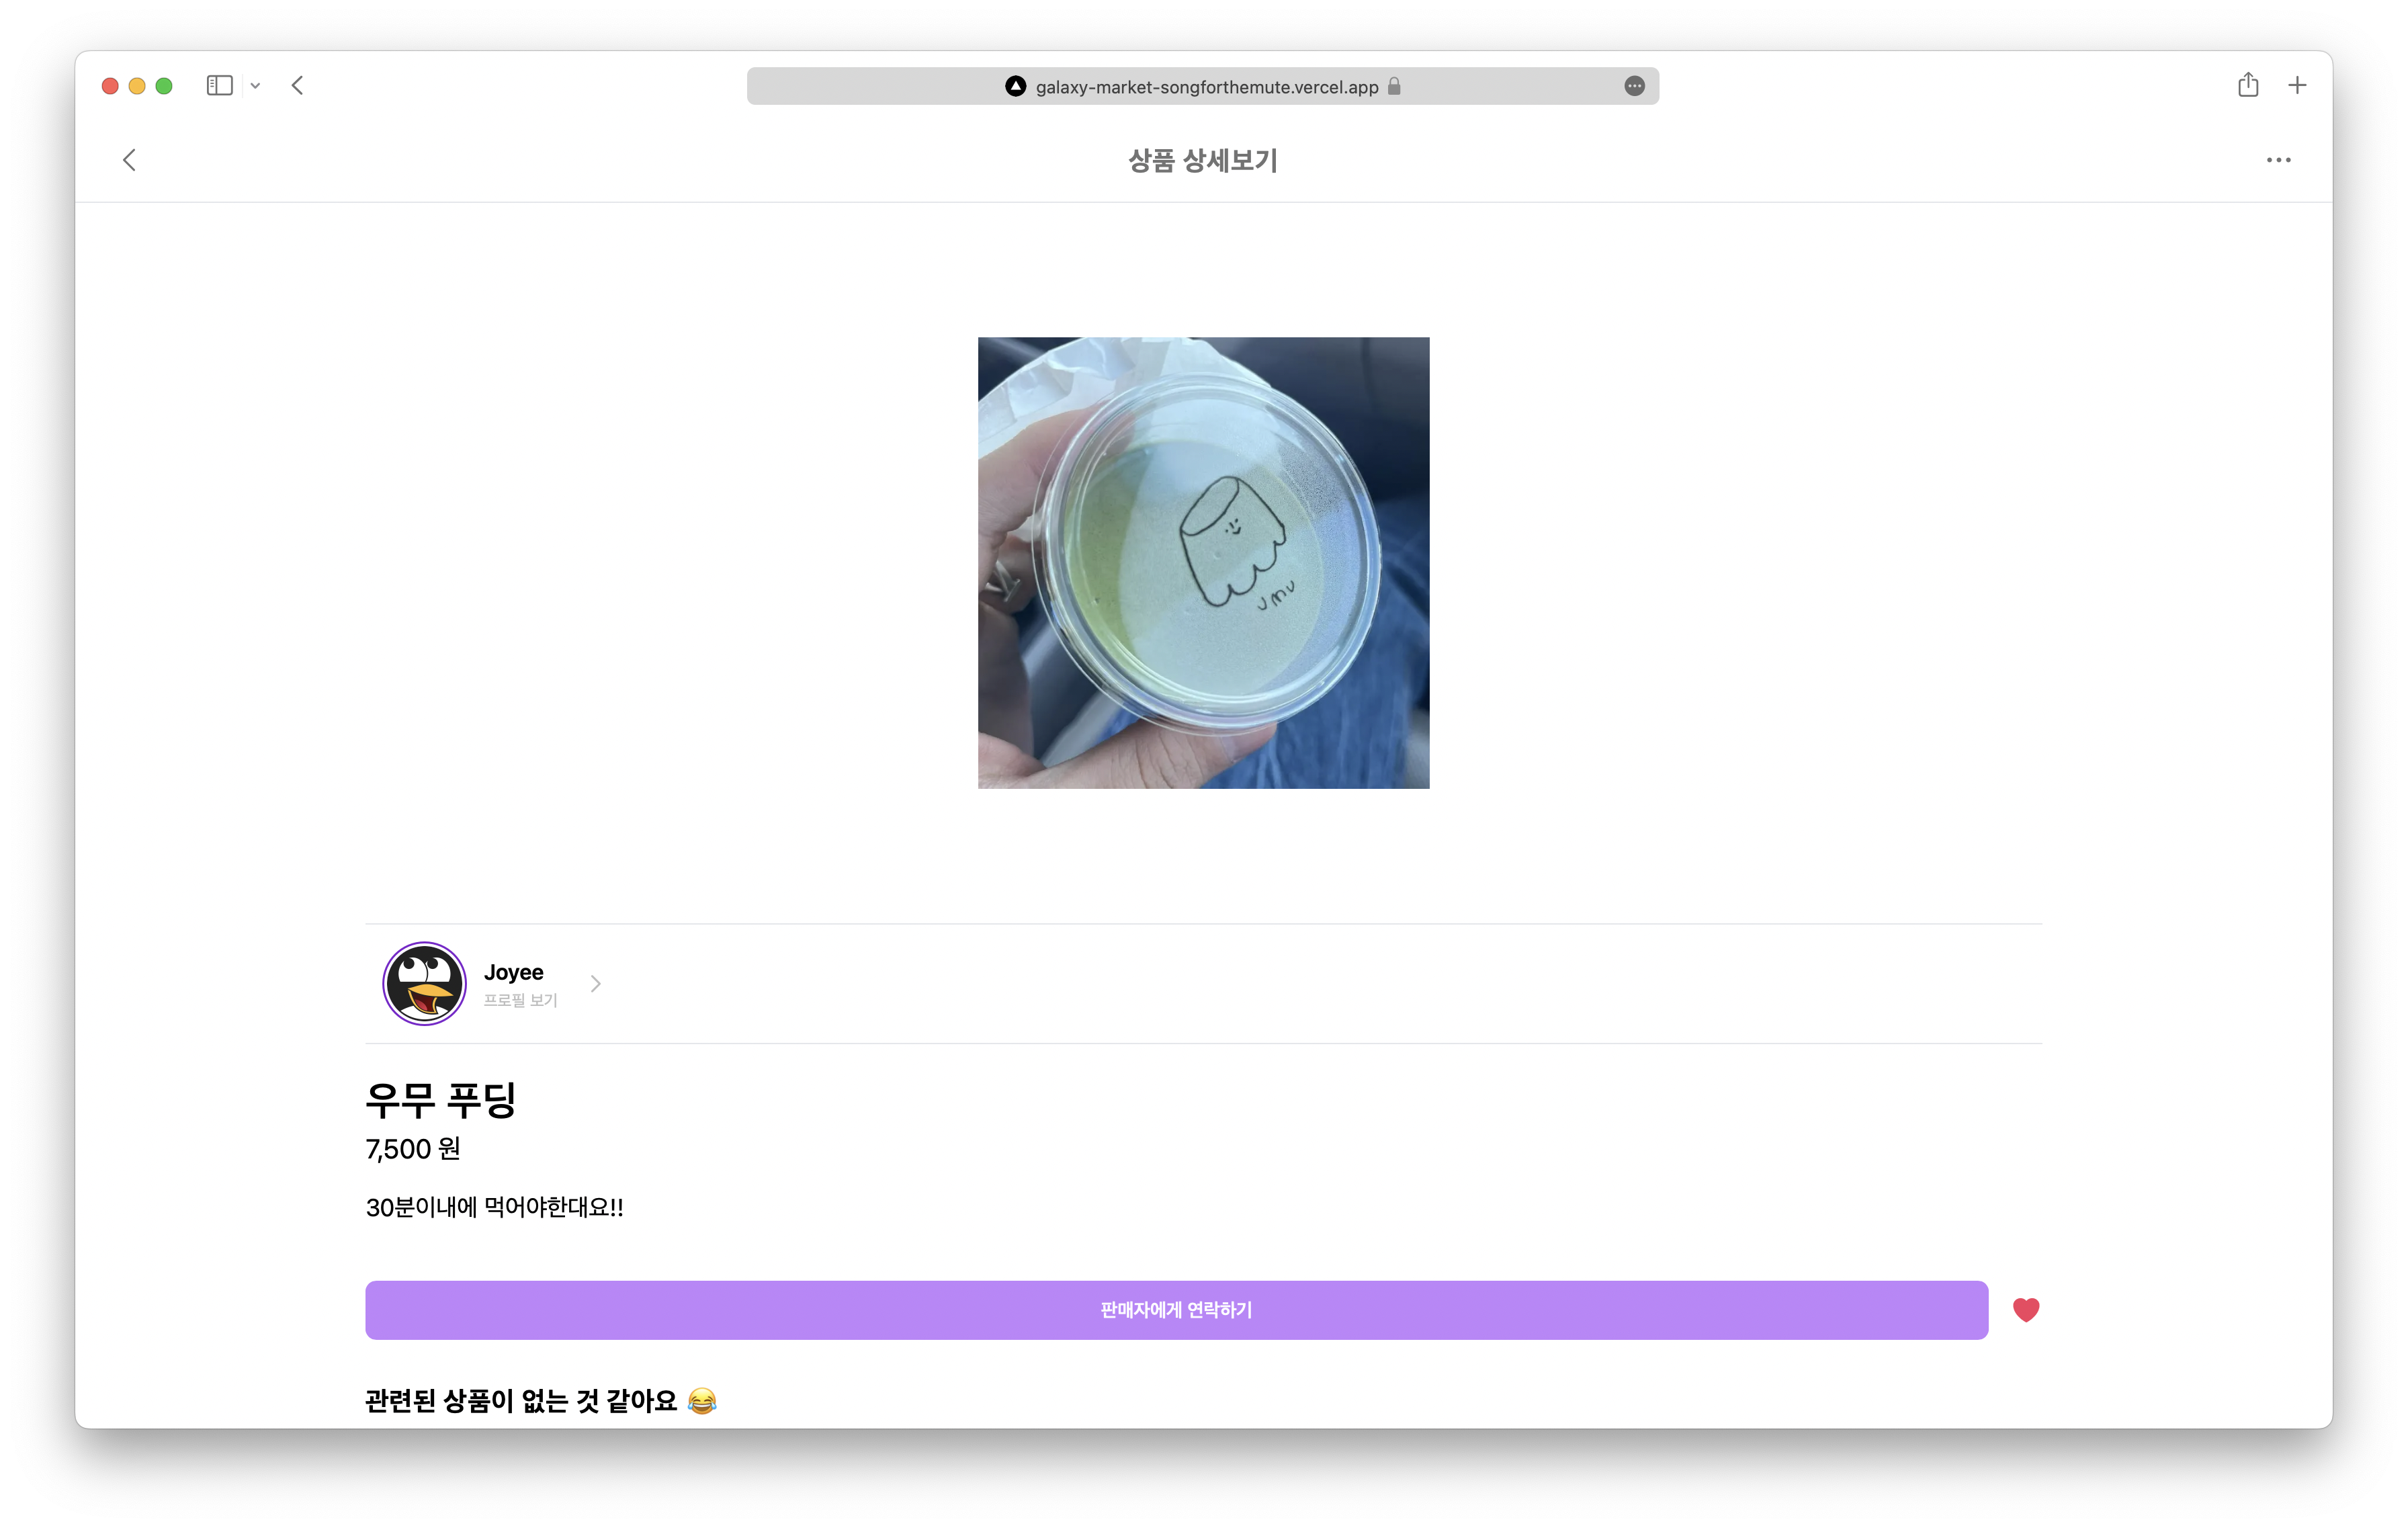 galaxy-market-songforthemute.vercel.app
상품 상세보기
UMU
Joyee
프로필 보기
우무 푸딩
7,500 원
30분이내에 먹어야한대요!!
판매자에게 연락하기
관련된 상품이 없는 것 같아요 😂